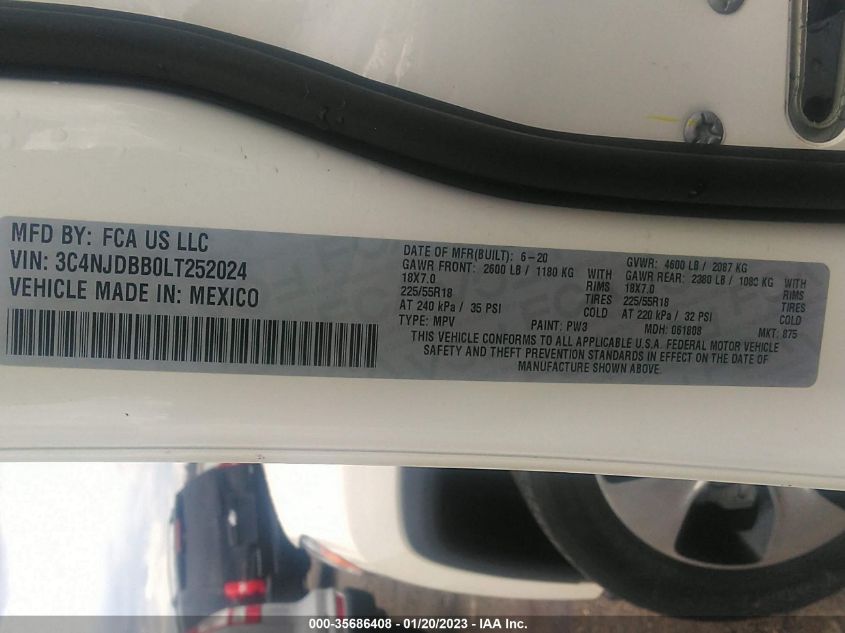 MFD BY: FCA US LLC
VIN: 3C4NJDBB0LT252024
VEHICLE MADE IN: MEXICO
DATE OF MFR(BUILT): 6-20
GAWR FRONT: 2600 LB / 1180 KG WITH
18X7.0 RIMS
225/55R18 TIRES
AT 240 kPa / 35 PSI COLD
TYPE: MPV PAINT: PW3
GVWR: 4600 LB / 2087 KG
GAWR REAR: 2380 LB / 1080 KG WITH
18X7.0 RIMS
225/55R18 TIRES
AT 220 kPa / 32 PSI COLD
MDH: 061808 MKT: 875
THIS VEHICLE CONFORMS TO ALL APPLICABLE U.S.A. FEDERAL MOTOR VEHICLE
SAFETY AND THEFT PREVENTION STANDARDS IN EFFECT ON THE DATE OF
MANUFACTURE SHOWN ABOVE.
000-35686408 - 01/20/2023 - IAA Inc.